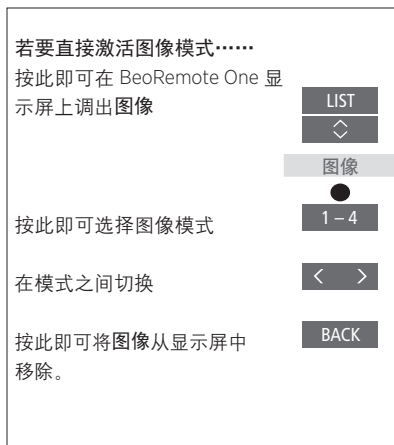 若要直接激活图像模式……
按此即可在 BeoRemote One 显
示屏上调出图像
LIST
图像
按此即可选择图像模式
1 – 4
在模式之间切换
按此即可将图像从显示屏中
移除。
BACK